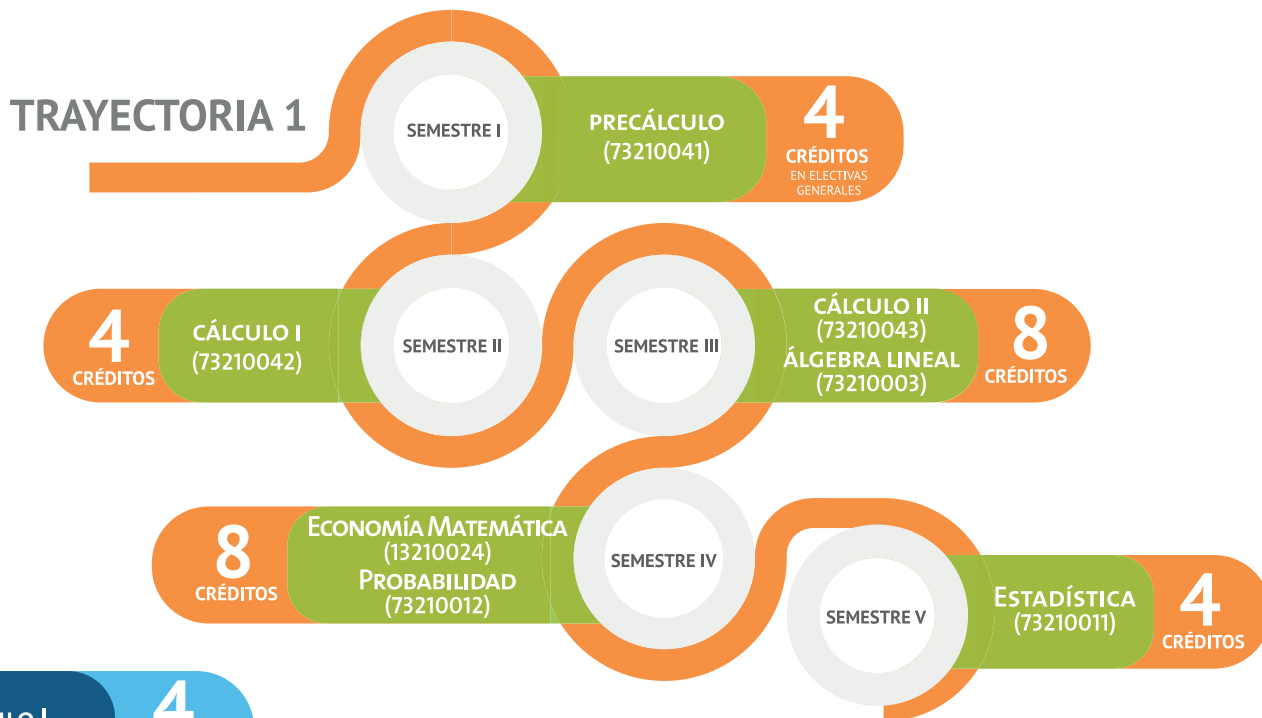 TRAYECTORIA 1
SEMESTRE I
PRECÁLCULO
(73210041)
4
CRÉDITOS
EN ELECTIVAS
GENERALES
4
CRÉDITOS
CÁLCULO I
(73210042)
SEMESTRE II
SEMESTRE III
CÁLCULO II
(73210043)
ÁLGEBRA LINEAL
(73210003)
8
CRÉDITOS
8
CRÉDITOS
ECONOMÍA MATEMÁTICA
(13210024)
PROBABILIDAD
(73210012)
SEMESTRE IV
SEMESTRE V
ESTADÍSTICA
(73210011)
4
CRÉDITOS
4